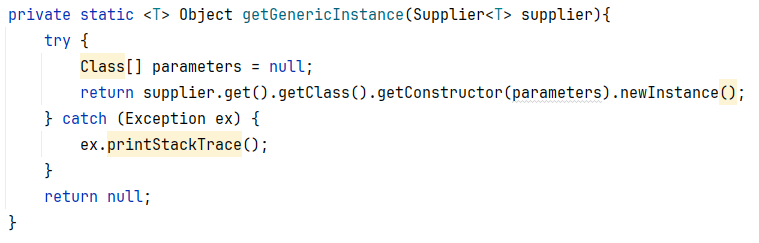 private static <T> Object getGenericInstance(Supplier<T> supplier){
    try {
        Class[] parameters = null;
        return supplier.get().getClass().getConstructor(parameters).newInstance();
    } catch (Exception ex) {
        ex.printStackTrace();
    }
    return null;
}